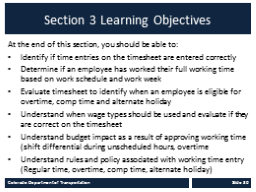 Section 3 Learning Objectives
At the end of this section, you should be able to:
• Identify if time entries on the timesheet are entered correctly
• Determine if an employee has worked their full working time
based on work schedule and work week
• Evaluate timesheet to identify when an employee is eligible for
overtime, comp time and alternate holiday
• Understand when wage types should be used and evaluate if they
are correct on the timesheet
• Understand budget impact as a result of approving working time
(shift differential during unscheduled hours, overtime
• Understand rules and policy associated with working time entry
(Regular time, overtime, comp time, alternate holiday)
Colorado Department of Transportation
Slide 30